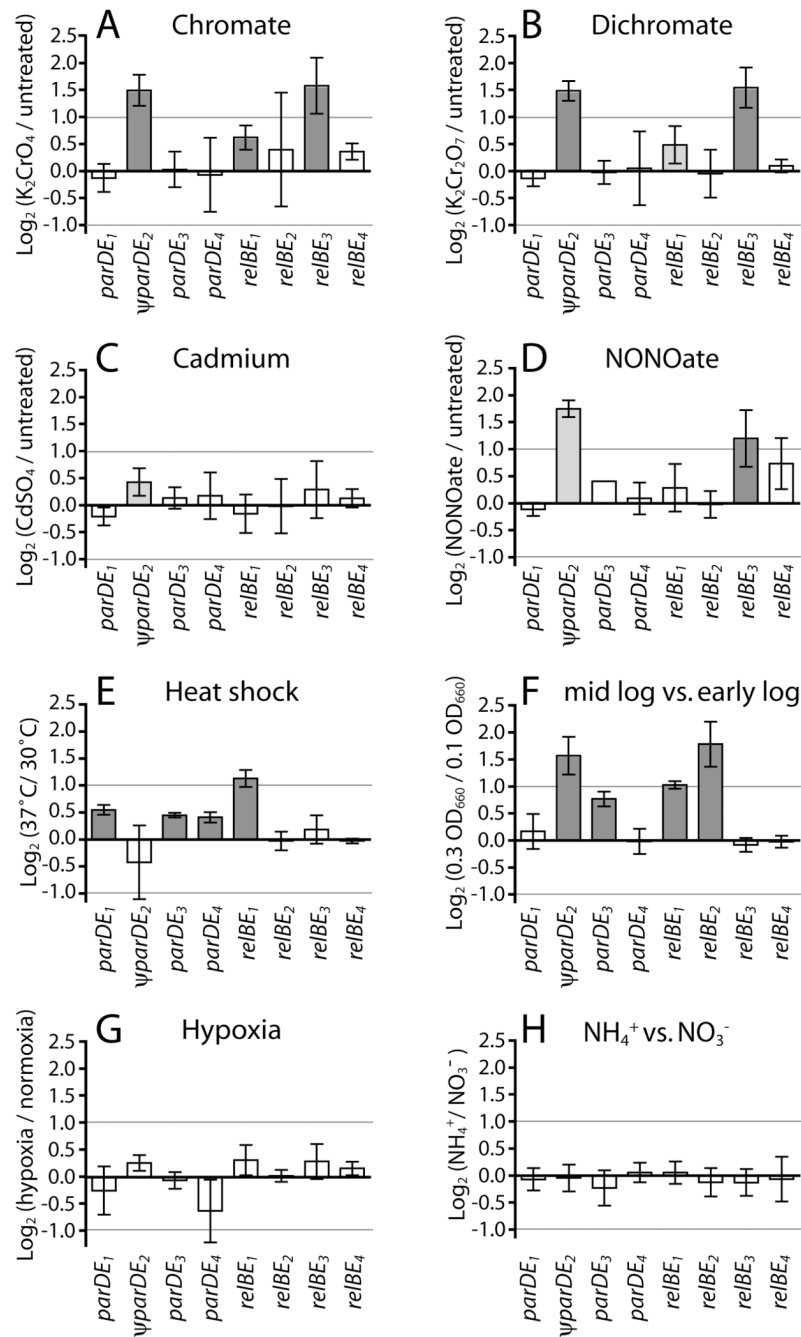 A Chromate
Log₂ (K₂CrO₄ / untreated)
2.5
2.0
1.5
1.0
0.5
0.0
-0.5
-1.0
parDE₁
ψparDE₂
parDE₃
parDE₄
relBE₁
relBE₂
relBE₃
relBE₄
B Dichromate
Log₂ (K₂Cr₂O₇ / untreated)
2.5
2.0
1.5
1.0
0.5
0.0
-0.5
-1.0
parDE₁
ψparDE₂
parDE₃
parDE₄
relBE₁
relBE₂
relBE₃
relBE₄
C Cadmium
Log₂ (CdSO₄ / untreated)
2.5
2.0
1.5
1.0
0.5
0.0
-0.5
-1.0
parDE₁
ψparDE₂
parDE₃
parDE₄
relBE₁
relBE₂
relBE₃
relBE₄
D NONOate
Log₂ (NONOate / untreated)
2.5
2.0
1.5
1.0
0.5
0.0
-0.5
-1.0
parDE₁
ψparDE₂
parDE₃
parDE₄
relBE₁
relBE₂
relBE₃
relBE₄
E Heat shock
Log₂ (37˚C/ 30˚C)
2.5
2.0
1.5
1.0
0.5
0.0
-0.5
-1.0
parDE₁
ψparDE₂
parDE₃
parDE₄
relBE₁
relBE₂
relBE₃
relBE₄
F mid log vs. early log
Log₂ (0.3 OD₆₆₀ / 0.1 OD₆₆₀)
2.5
2.0
1.5
1.0
0.5
0.0
-0.5
-1.0
parDE₁
ψparDE₂
parDE₃
parDE₄
relBE₁
relBE₂
relBE₃
relBE₄
G Hypoxia
Log₂ (hypoxia / normoxia)
2.5
2.0
1.5
1.0
0.5
0.0
-0.5
-1.0
parDE₁
ψparDE₂
parDE₃
parDE₄
relBE₁
relBE₂
relBE₃
relBE₄
H NH₄⁺ vs. NO₃⁻
Log₂ (NH₄⁺/ NO₃⁻)
2.5
2.0
1.5
1.0
0.5
0.0
-0.5
-1.0
parDE₁
ψparDE₂
parDE₃
parDE₄
relBE₁
relBE₂
relBE₃
relBE₄